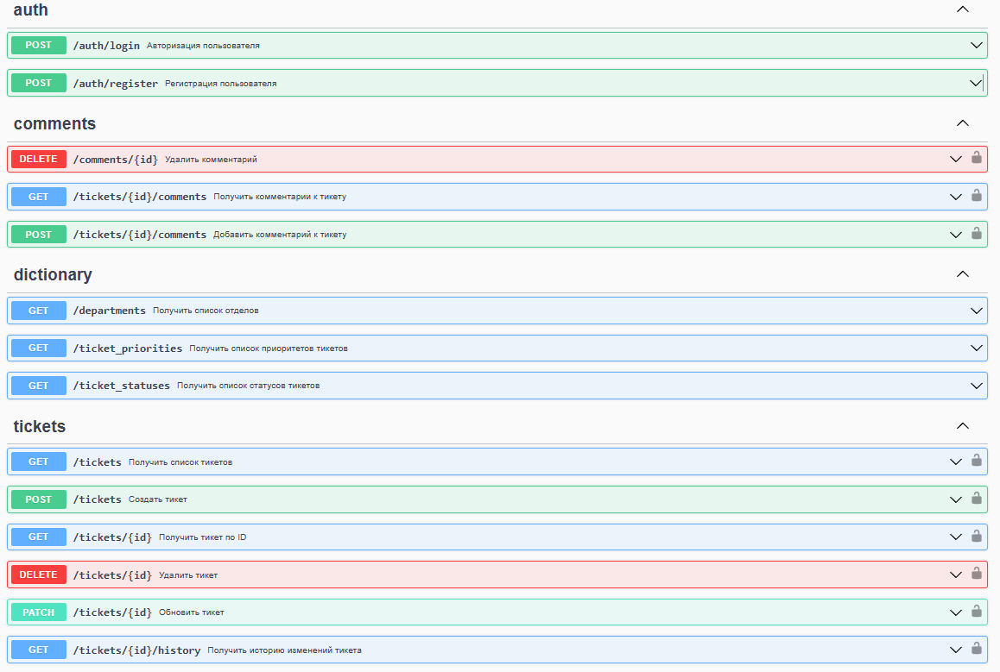 auth
POST /auth/login Авторизация пользователя
POST /auth/register Регистрация пользователя
comments
DELETE /comments/{id} Удалить комментарий
GET /tickets/{id}/comments Получить комментарии к тикету
POST /tickets/{id}/comments Добавить комментарий к тикету
dictionary
GET /departments Получить список отделов
GET /ticket_priorities Получить список приоритетов тикетов
GET /ticket_statuses Получить список статусов тикетов
tickets
GET /tickets Получить список тикетов
POST /tickets Создать тикет
GET /tickets/{id} Получить тикет по ID
DELETE /tickets/{id} Удалить тикет
PATCH /tickets/{id} Обновить тикет
GET /tickets/{id}/history Получить историю изменений тикета